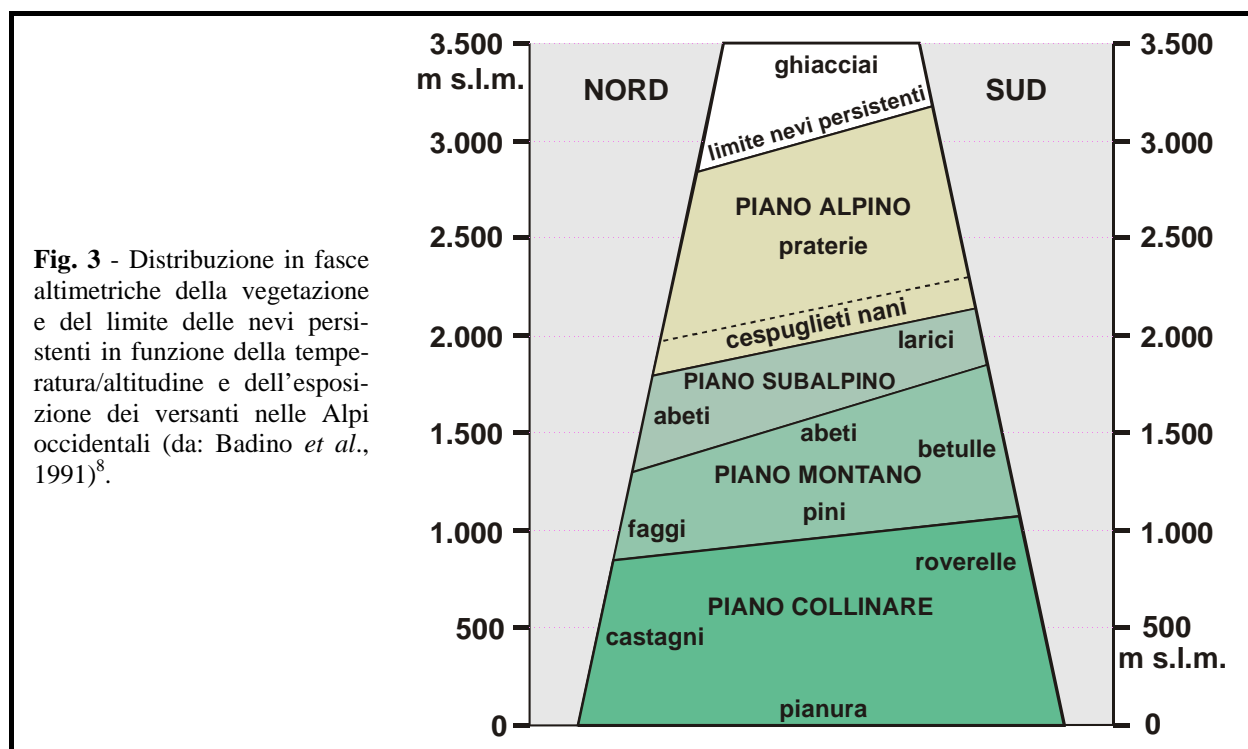 Fig. 3 - Distribuzione in fasce
altimetriche della vegetazione
e del limite delle nevi persi-
stenti in funzione della tempe-
ratura/altitudine e dell’esposi-
zione dei versanti nelle Alpi
occidentali (da: Badino et al.,
1991)8.
3.500
m s.l.m.
3.000
2.500
2.000
1.500
1.000
500
0
NORD
SUD
ghiacciai
limite nevi persistenti
PIANO ALPINO
praterie
cespuglieti nani
larici
PIANO SUBALPINO
abeti
abeti
betulle
PIANO MONTANO
pini
faggi
roverelle
PIANO COLLINARE
castagni
pianura
3.500
3.000
2.500
2.000
1.500
1.000
500
m s.l.m.
0